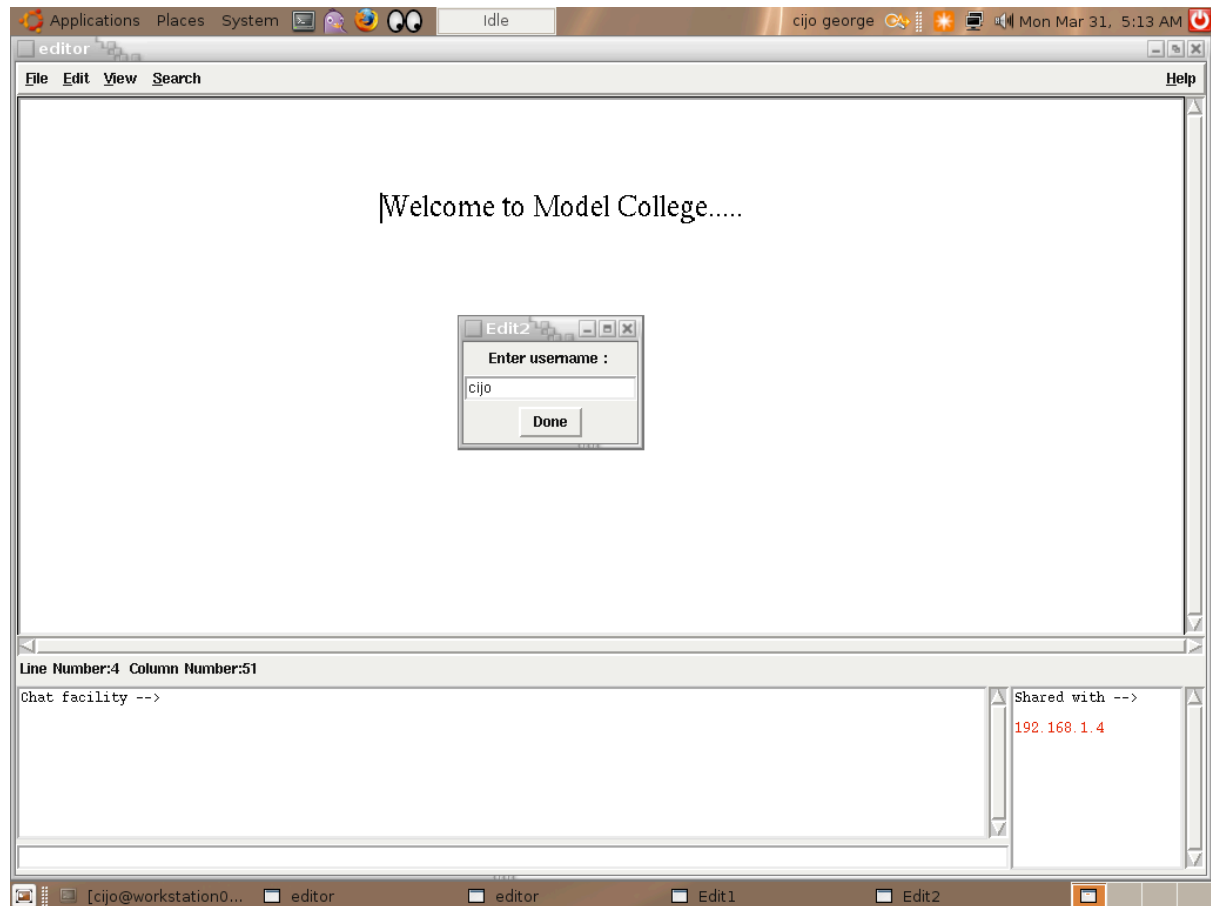 Applications Places System Idle cijo george Mon Mar 31, 5:13 AM
editor
File Edit View Search Help
Welcome to Model College.....
Edit2
Enter username :
cijo
Done
Line Number:4 Column Number:51
Chat facility -->
Shared with -->
192.168.1.4
[cijo@workstation0... editor editor Edit1 Edit2